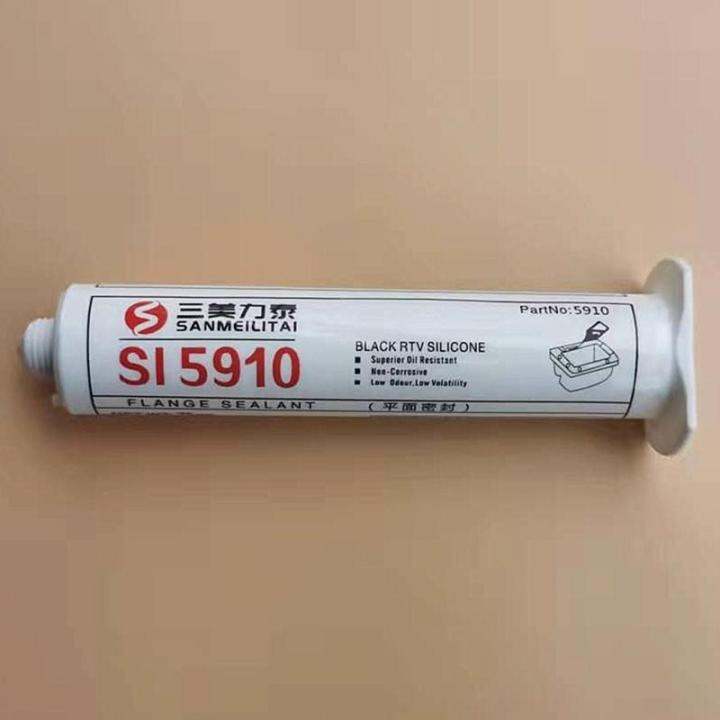 三美力泰
SANMEILITAI
SI 5910
FLANGE SEALANT
PartNo:5910
BLACK RTV SILICONE
Superior Oil Resistant
Non-Corrosive
Low Odour,Low Volatility
(平面密封)